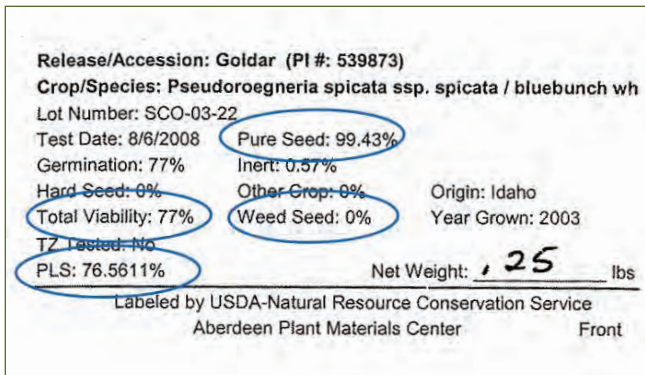 Release/Accession: Goldar (PI #: 539873)
Crop/Species: Pseudoroegneria spicata ssp. spicata / bluebunch wh
Lot Number: SCO-03-22
Test Date: 8/6/2008 Pure Seed: 99.43%
Germination: 77% Inert: 0.57%
Hard Seed: 0% Other Crop: 0% Origin: Idaho
Total Viability: 77% Weed Seed: 0% Year Grown: 2003
TZ Tested: No
PLS: 76.5611% Net Weight: .25 lbs
Labeled by USDA-Natural Resource Conservation Service
Aberdeen Plant Materials Center Front